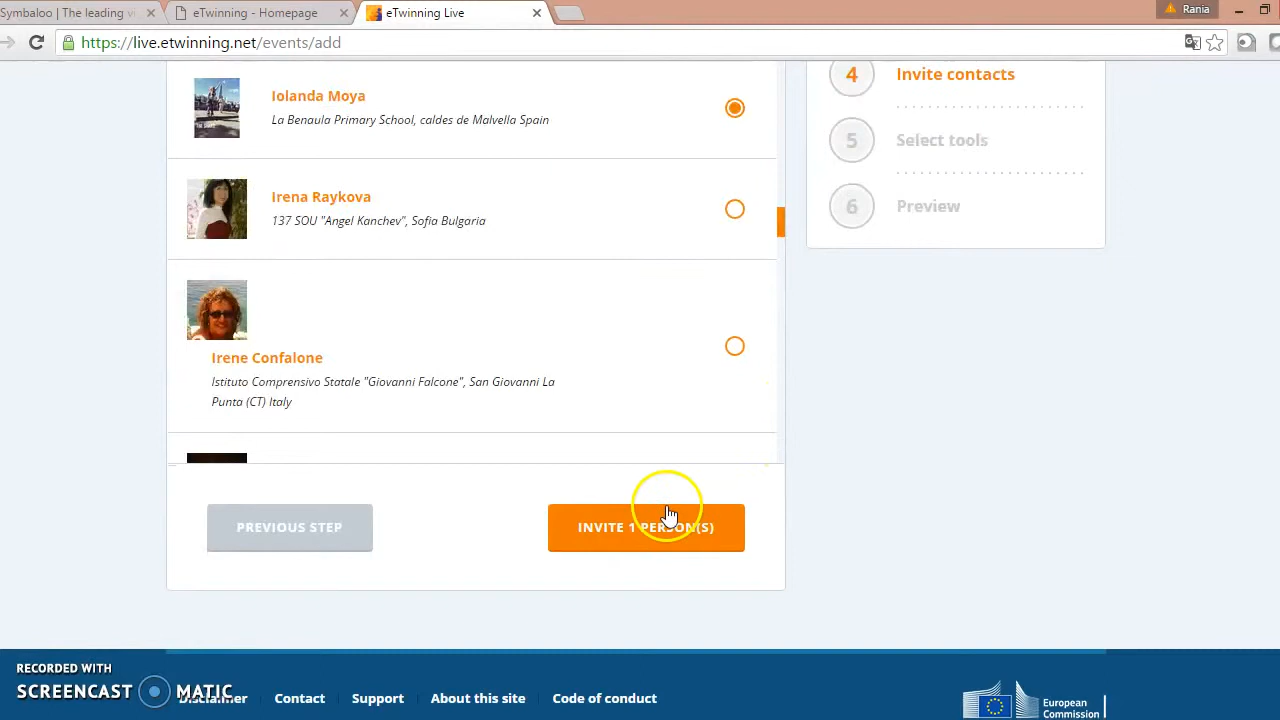 Symbaloo | The leading v
eTwinning - Homepage
eTwinning Live
Rania
https://live.etwinning.net/events/add
Iolanda Moya
La Benaula Primary School, caldes de Malvella Spain
Irena Raykova
137 SOU "Angel Kanchev", Sofia Bulgaria
Irene Confalone
Istituto Comprensivo Statale "Giovanni Falcone", San Giovanni La
Punta (CT) Italy
PREVIOUS STEP
INVITE 1 PERSON(S)
4 Invite contacts
5 Select tools
6 Preview
RECORDED WITH
SCREENCAST MATIC
Disclaimer
Contact
Support
About this site
Code of conduct
European
Commission